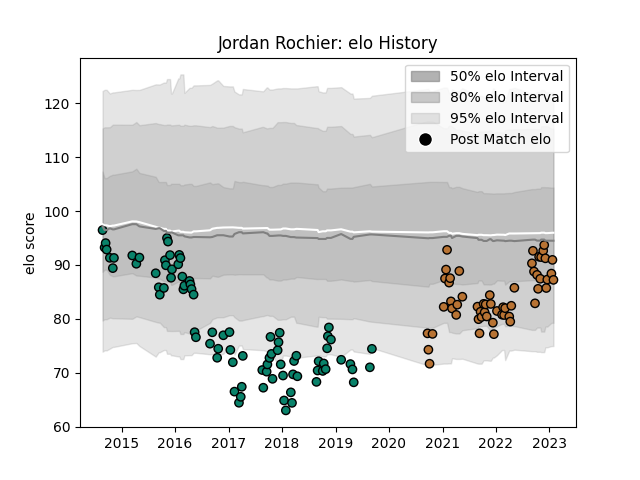 Jordan Rochier: elo History
50% elo Interval
80% elo Interval
95% elo Interval
Post Match elo
elo score
120
110
100
90
80
70
60
2015 2016 2017 2018 2019 2020 2021 2022 2023